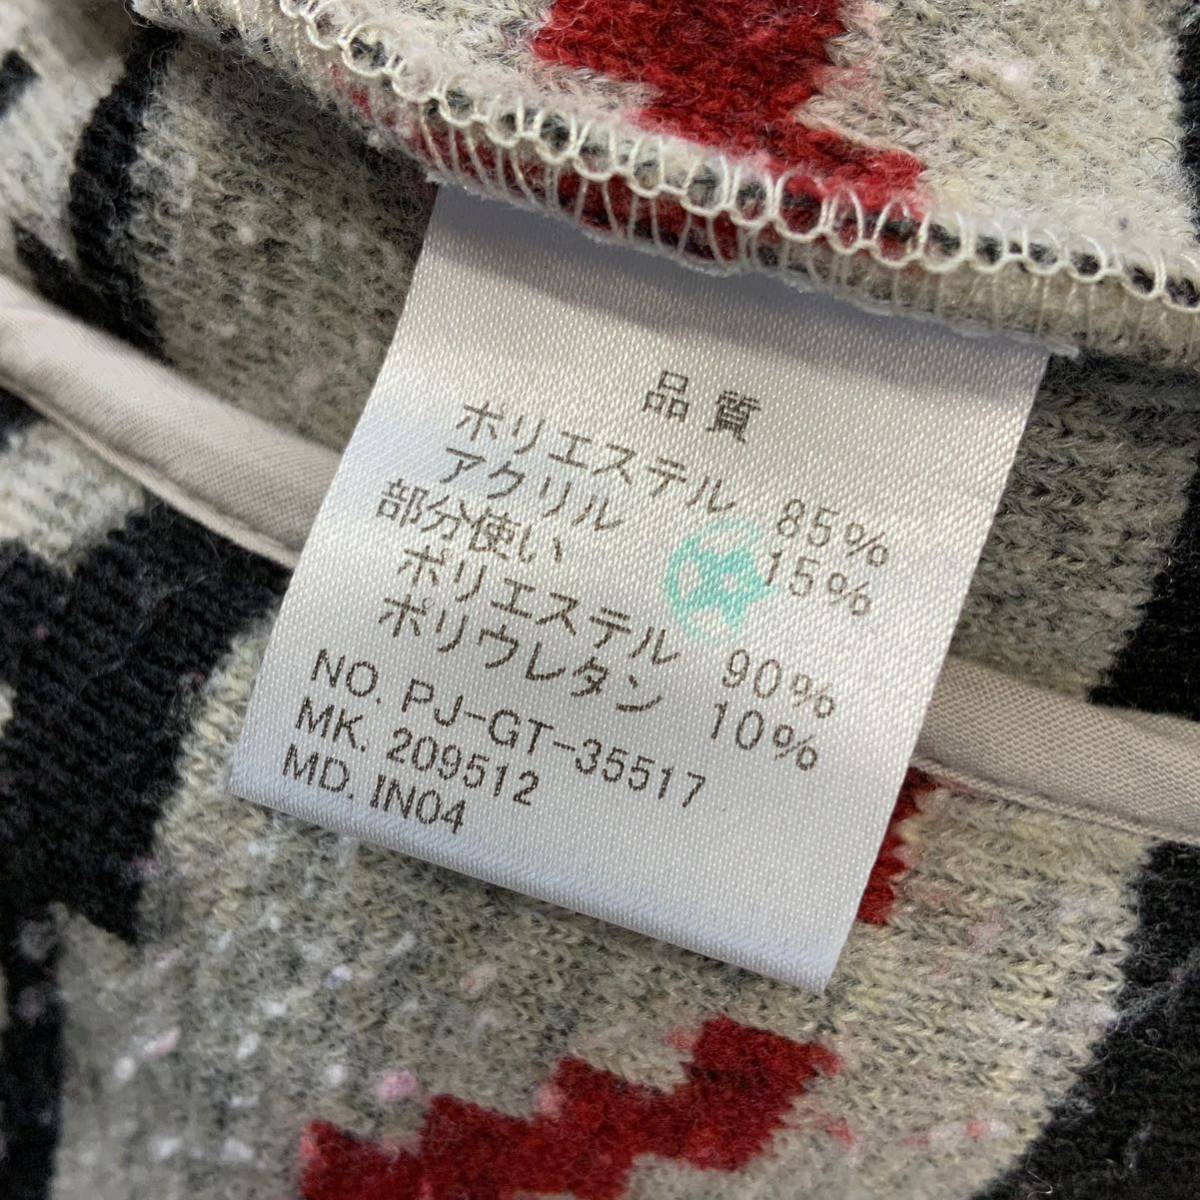 品質
ポリエステル 85%
アクリル 15%
部分使い
ポリエステル 90%
ポリウレタン 10%
NO. PJ-GT-35517
MK. 209512
MD. IN04